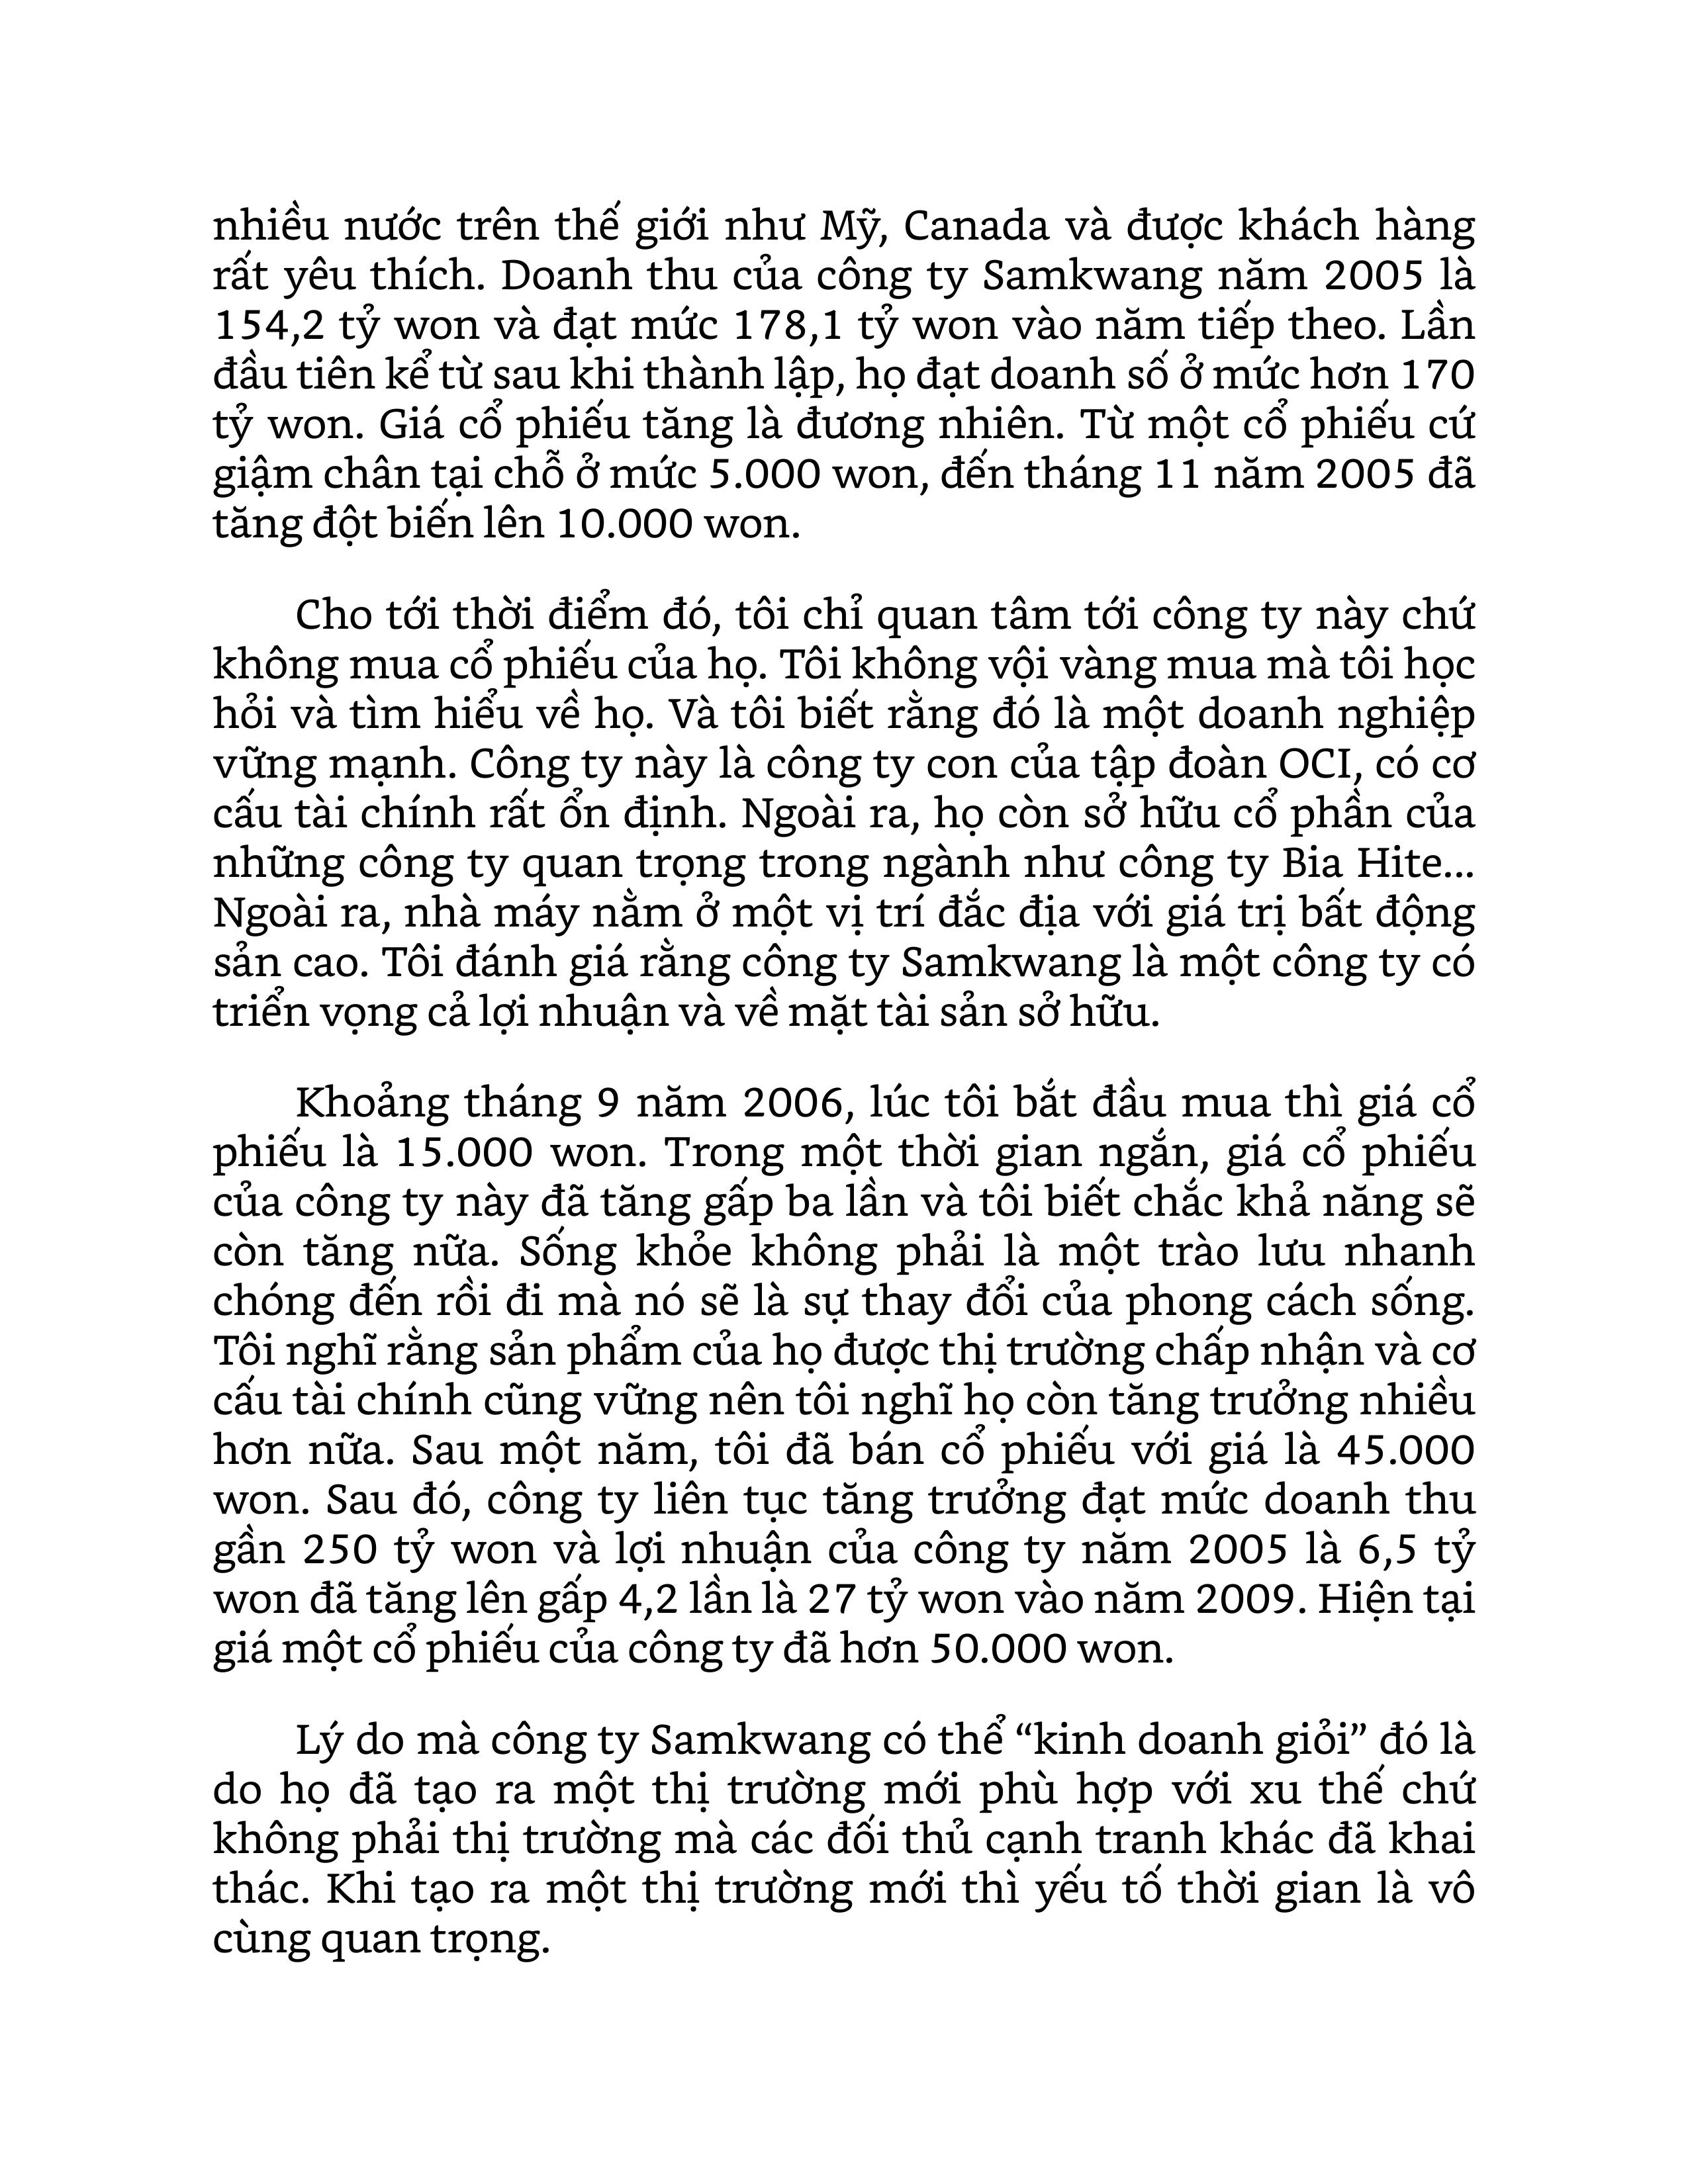 nhiều nước trên thế giới như Mỹ, Canada và được khách hàng
rất yêu thích. Doanh thu của công ty Samkwang năm 2005 là
154,2 tỷ won và đạt mức 178,1 tỷ won vào năm tiếp theo. Lần
đầu tiên kể từ sau khi thành lập, họ đạt doanh số ở mức hơn 170
tỷ won. Giá cổ phiếu tăng là đương nhiên. Từ một cổ phiếu cứ
giậm chân tại chỗ ở mức 5.000 won, đến tháng 11 năm 2005 đã
tăng đột biến lên 10.000 won.
Cho tới thời điểm đó, tôi chỉ quan tâm tới công ty này chứ
không mua cổ phiếu của họ. Tôi không vội vàng mua mà tôi học
hỏi và tìm hiểu về họ. Và tôi biết rằng đó là một doanh nghiệp
vững mạnh. Công ty này là công ty con của tập đoàn OCI, có cơ
cấu tài chính rất ổn định. Ngoài ra, họ còn sở hữu cổ phần của
những công ty quan trọng trong ngành như công ty Bia Hite...
Ngoài ra, nhà máy nằm ở một vị trí đắc địa với giá trị bất động
sản cao. Tôi đánh giá rằng công ty Samkwang là một công ty có
triển vọng cả lợi nhuận và về mặt tài sản sở hữu.
Khoảng tháng 9 năm 2006, lúc tôi bắt đầu mua thì giá cổ
phiếu là 15.000 won. Trong một thời gian ngắn, giá cổ phiếu
của công ty này đã tăng gấp ba lần và tôi biết chắc khả năng sẽ
còn tăng nữa. Sống khỏe không phải là một trào lưu nhanh
chóng đến rồi đi mà nó sẽ là sự thay đổi của phong cách sống.
Tôi nghĩ rằng sản phẩm của họ được thị trường chấp nhận và cơ
cấu tài chính cũng vững nên tôi nghĩ họ còn tăng trưởng nhiều
hơn nữa. Sau một năm, tôi đã bán cổ phiếu với giá là 45.000
won. Sau đó, công ty liên tục tăng trưởng đạt mức doanh thu
gần 250 tỷ won và lợi nhuận của công ty năm 2005 là 6,5 tỷ
won đã tăng lên gấp 4,2 lần là 27 tỷ won vào năm 2009. Hiện tại
giá một cổ phiếu của công ty đã hơn 50.000 won.
Lý do mà công ty Samkwang có thể “kinh doanh giỏi” đó là
do họ đã tạo ra một thị trường mới phù hợp với xu thế chứ
không phải thị trường mà các đối thủ cạnh tranh khác đã khai
thác. Khi tạo ra một thị trường mới thì yếu tố thời gian là vô
cùng quan trọng.